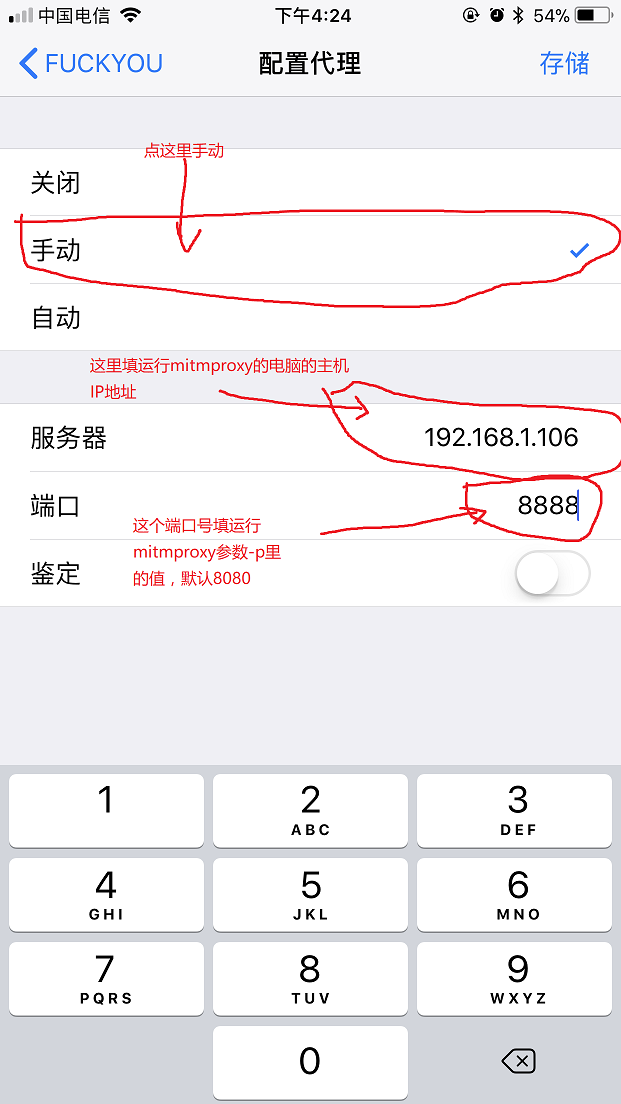 中国电信 下午4:24 54%
FUCKYOU 配置代理 存储
点这里手动
关闭
手动
自动
这里填运行mitmproxy的电脑的主机
IP地址
服务器 192.168.1.106
端口 8888
这个端口号填运行
mitmproxy参数-p里
的值，默认8080
鉴定
1 2 3
ABC DEF
4 5 6
GHI JKL MNO
7 8 9
PQRS TUV WXYZ
0